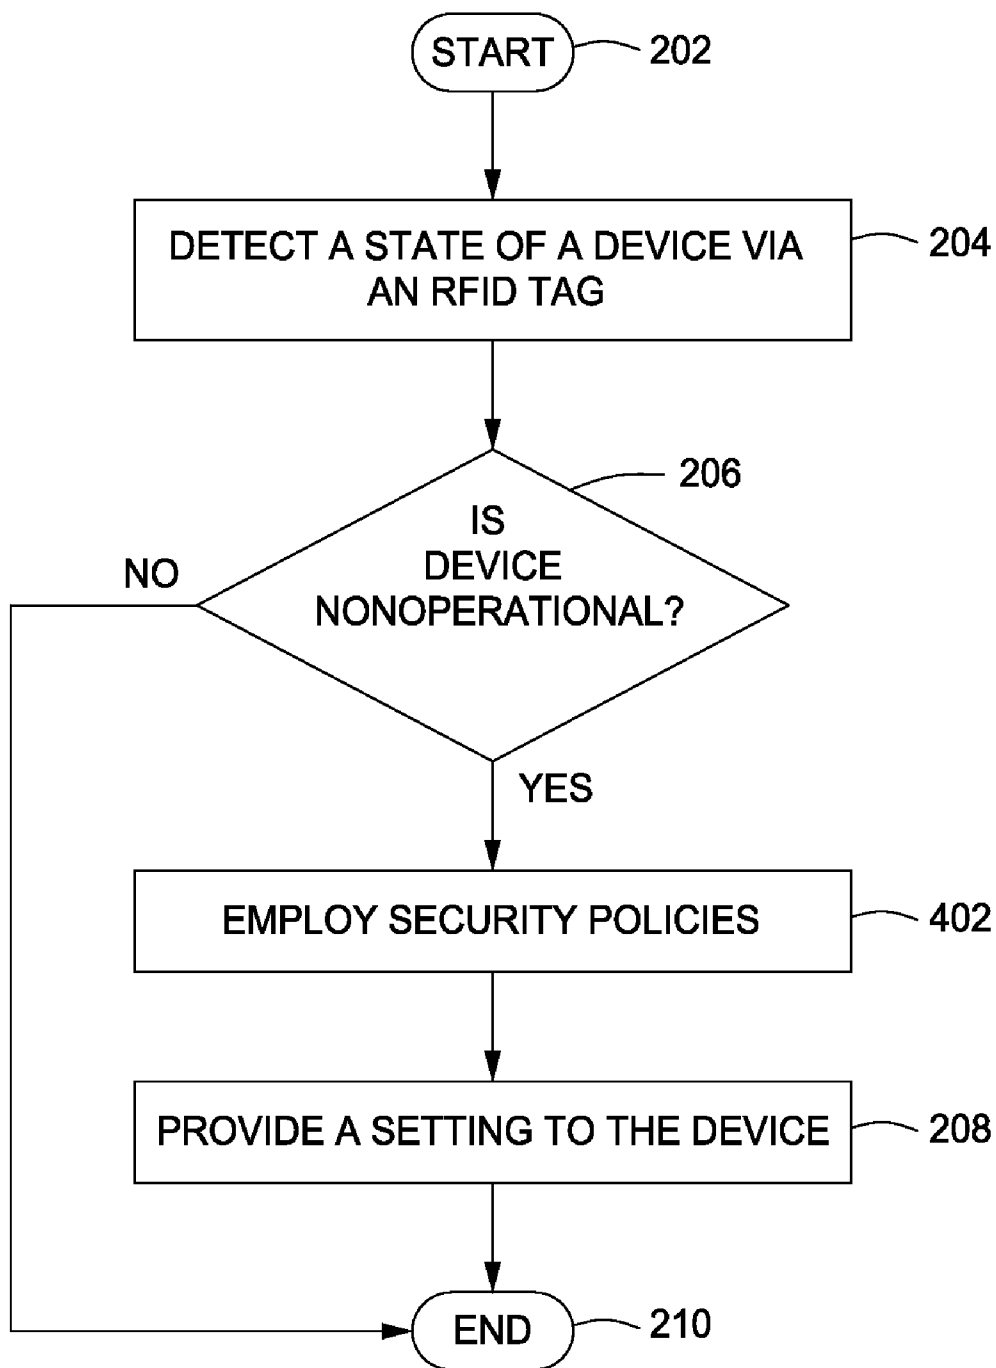 START
202
DETECT A STATE OF A DEVICE VIA
AN RFID TAG
204
206
IS
DEVICE
NONOPERATIONAL?
NO
YES
EMPLOY SECURITY POLICIES
402
PROVIDE A SETTING TO THE DEVICE
208
END
210